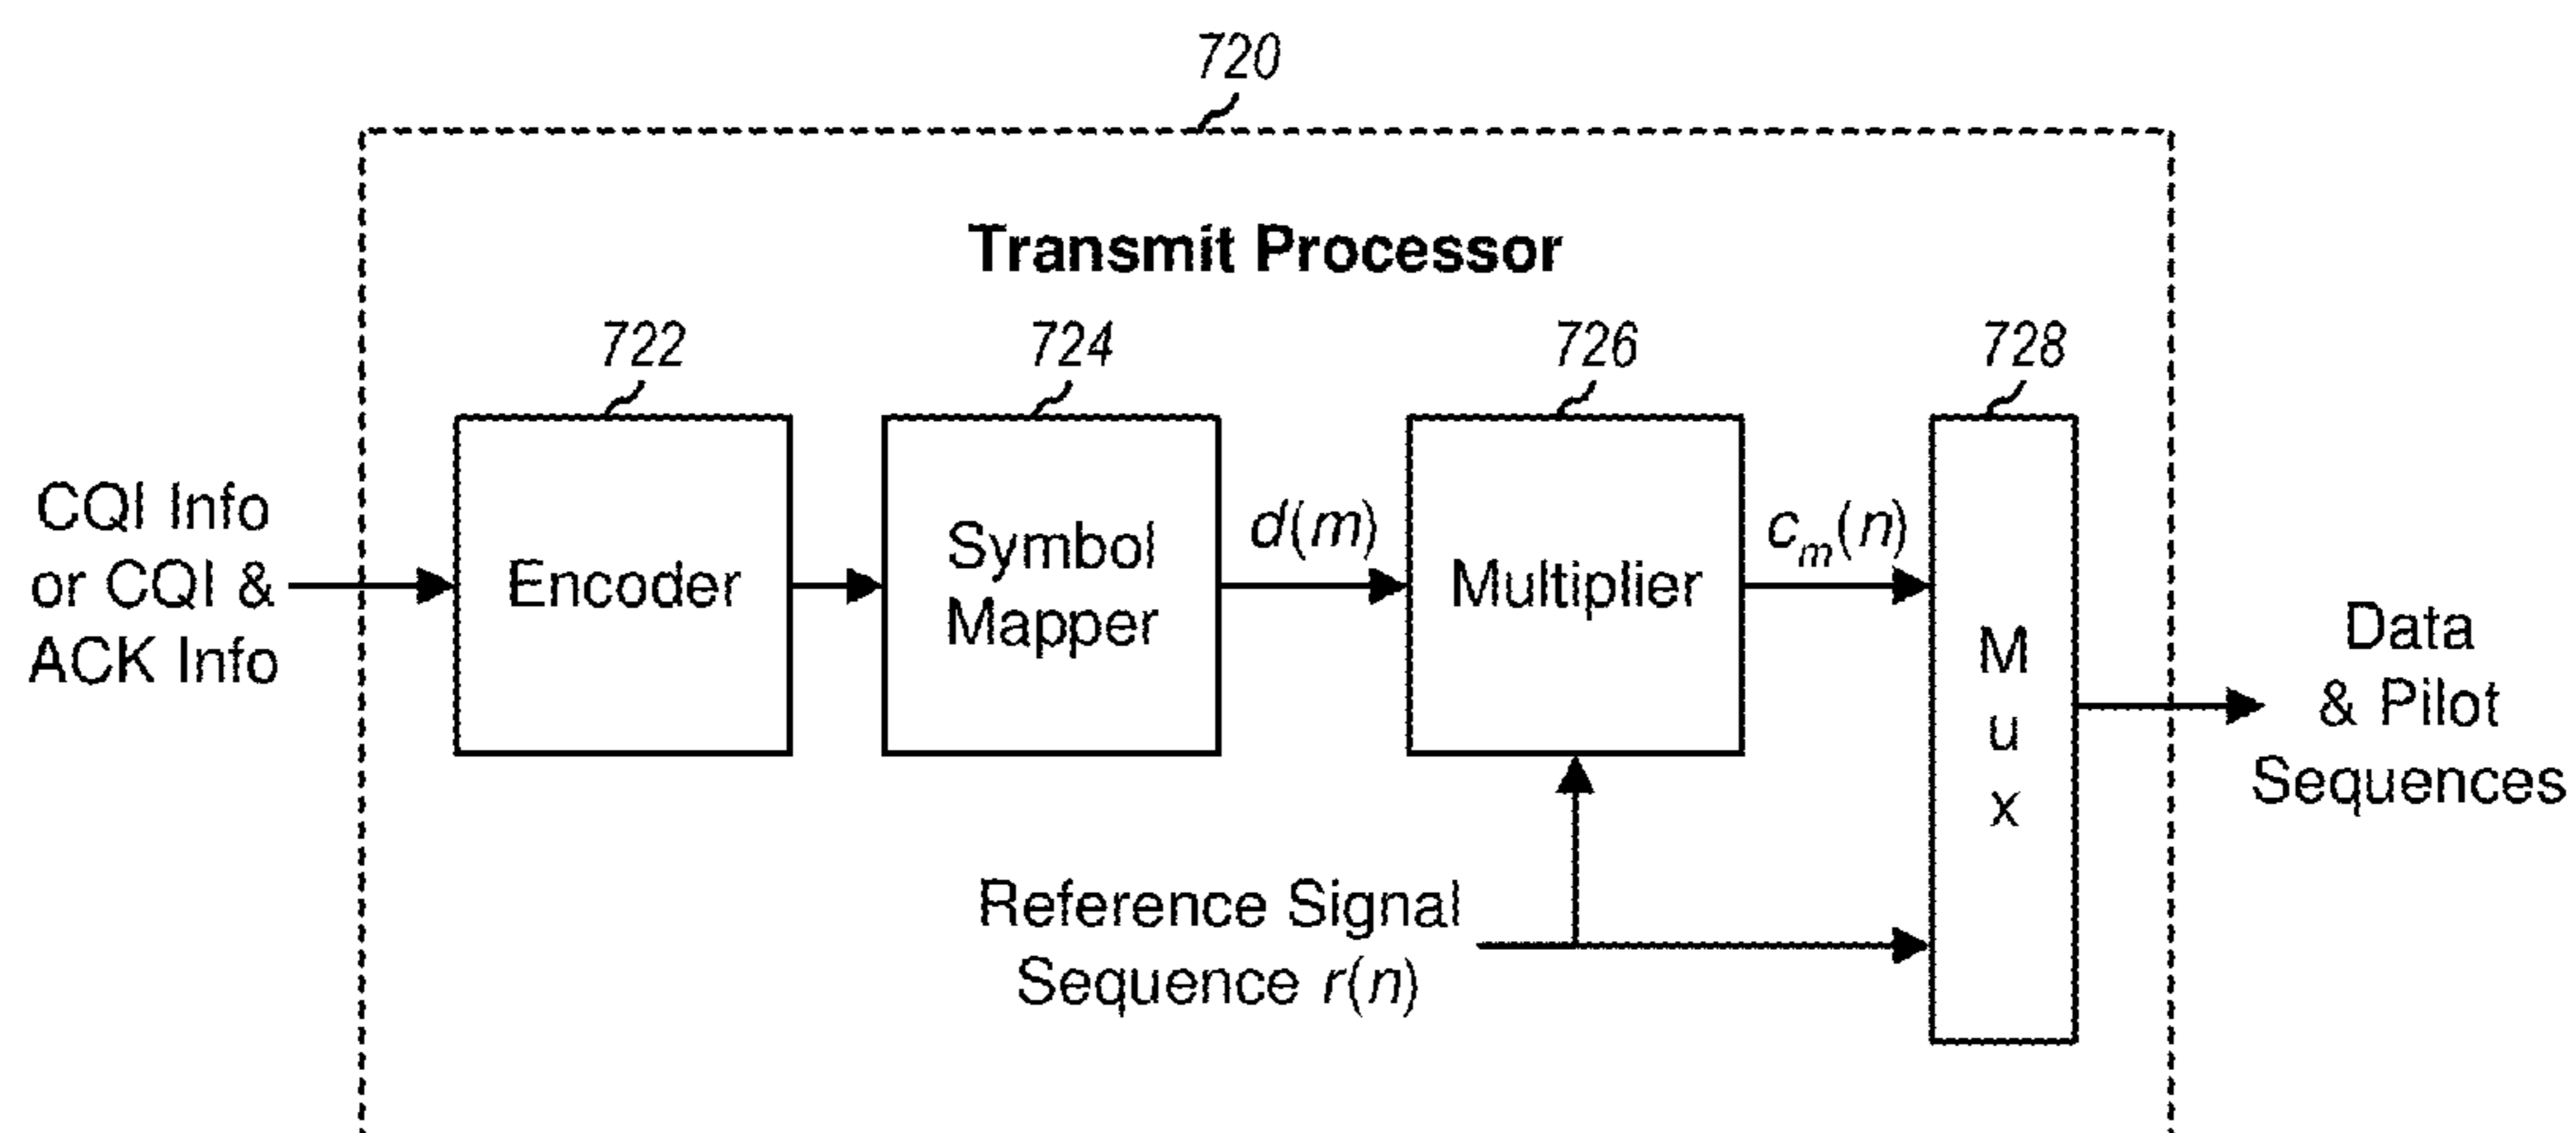 720
Transmit Processor
722
724
726
728
CQI Info
or CQI &
ACK Info
Encoder
Symbol
Mapper
d(m)
Multiplier
cm(n)
M
u
x
Data
& Pilot
Sequences
Reference Signal
Sequence r(n)